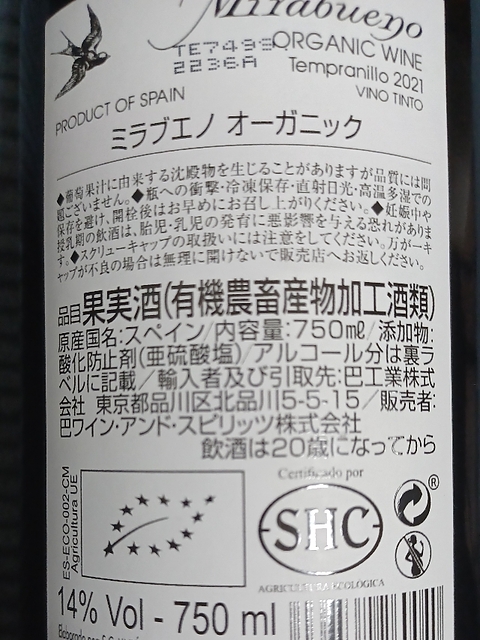 Mirabueno
TE7499
2236A
ORGANIC WINE
Tempranillo 2021
VINO TINTO
PRODUCT OF SPAIN
ミラブエノ オーガニック
◆葡萄果汁に由来する沈殿物を生じることがありますが品質には問
題ございません。◆瓶への衝撃・冷凍保存・直射日光・高温多湿での
保存を避け、開栓後はお早めにお召し上がりください。◆妊娠中や
授乳期の飲酒は、胎児・乳児の発育に悪影響を与える恐れがありま
す。◆スクリューキャップの取扱いには注意をしてください。万が一キ
ャップが不良の場合は無理に開けないで販売店へお返しください。
品目果実酒(有機農畜産物加工酒類)
原産国名:スペイン/内容量:750㎖/添加物:
酸化防止剤(亜硫酸塩)/アルコール分は裏ラ
ベルに記載/輸入者及び引取先:巴工業株式
会社 東京都品川区北品川5-5-15/販売者:
巴ワイン・アンド・スピリッツ株式会社
飲酒は20歳になってから
ES-ECO-002-CM
Agricultura UE
Certificado por
SHC
AGRICULTURA ECOLÓGICA
®
14% Vol - 750 ml